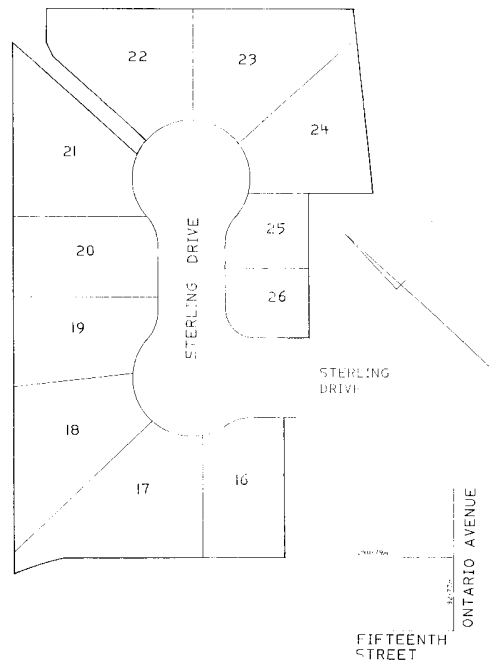 22
23
24
21
25
20
STERLING DRIVE
26
19
STERLING
DRIVE
18
17
16
ONTARIO AVENUE
FIFTEENTH
STREET